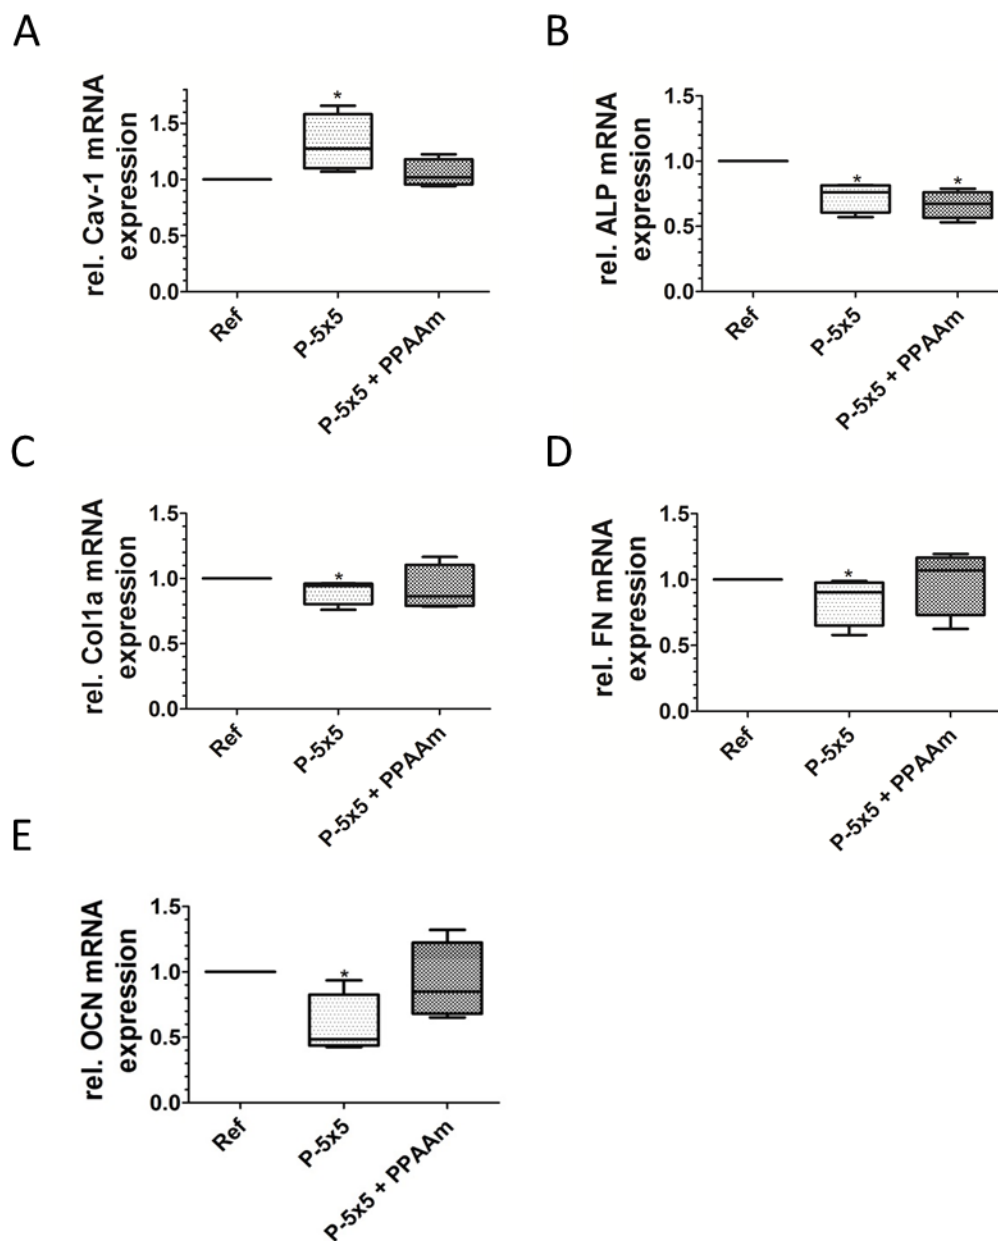 A
rel. Cav-1 mRNA
expression
1.5
1.0
0.5
0.0
*
Ref
P-5x5
P-5x5 + PPAAm
B
rel. ALP mRNA
expression
1.5
1.0
0.5
0.0
*
*
Ref
P-5x5
P-5x5 + PPAAm
C
rel. Col1a mRNA
expression
1.5
1.0
0.5
0.0
*
Ref
P-5x5
P-5x5 + PPAAm
D
rel. FN mRNA
expression
1.5
1.0
0.5
0.0
*
Ref
P-5x5
P-5x5 + PPAAm
E
rel. OCN mRNA
expression
1.5
1.0
0.5
0.0
*
Ref
P-5x5
P-5x5 + PPAAm